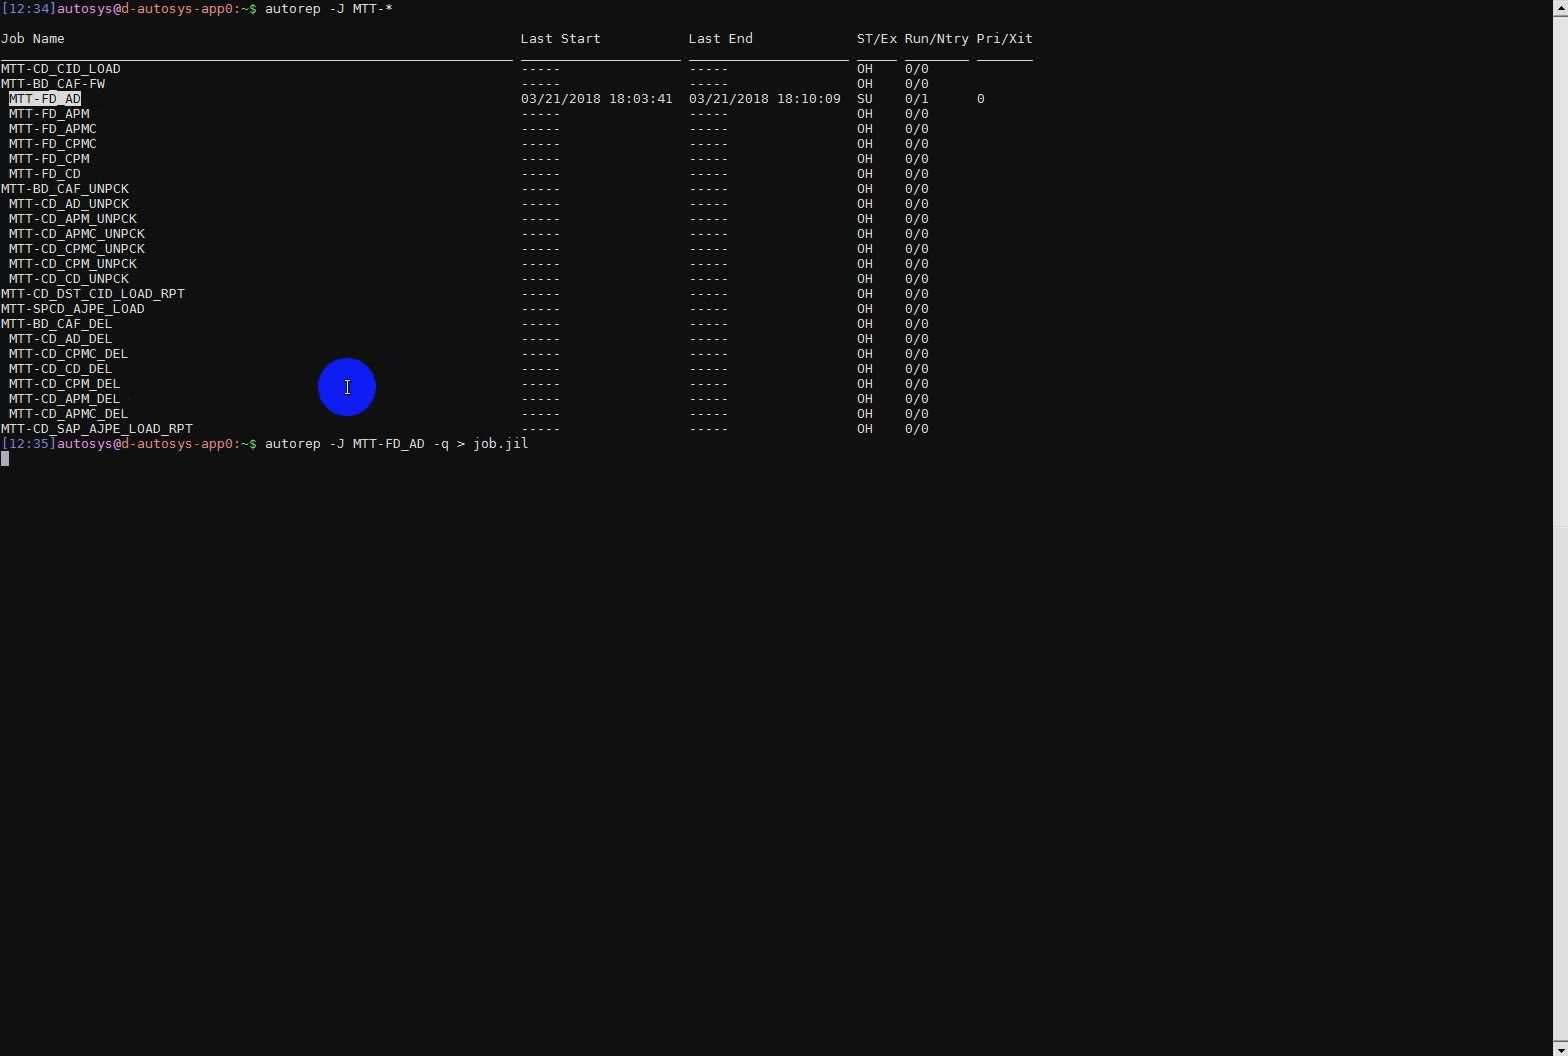 [12:34]autosys@d-autosys-app0:~$ autorep -J MTT-*
Job Name Last Start Last End ST/Ex Run/Ntry Pri/Xit
MTT-CD_CID_LOAD ----- ----- OH 0/0
MTT-BD_CAF-FW ----- ----- OH 0/0
MTT-FD_AD 03/21/2018 18:03:41 03/21/2018 18:10:09 SU 0/1 0
MTT-FD_APM ----- ----- OH 0/0
MTT-FD_APMC ----- ----- OH 0/0
MTT-FD_CPMC ----- ----- OH 0/0
MTT-FD_CPM ----- ----- OH 0/0
MTT-FD_CD ----- ----- OH 0/0
MTT-BD_CAF_UNPCK ----- ----- OH 0/0
MTT-CD_AD_UNPCK ----- ----- OH 0/0
MTT-CD_APM_UNPCK ----- ----- OH 0/0
MTT-CD_APMC_UNPCK ----- ----- OH 0/0
MTT-CD_CPMC_UNPCK ----- ----- OH 0/0
MTT-CD_CPM_UNPCK ----- ----- OH 0/0
MTT-CD_CD_UNPCK ----- ----- OH 0/0
MTT-CD_DST_CID_LOAD_RPT ----- ----- OH 0/0
MTT-SPCD_AJPE_LOAD ----- ----- OH 0/0
MTT-BD_CAF_DEL ----- ----- OH 0/0
MTT-CD_AD_DEL ----- ----- OH 0/0
MTT-CD_CPMC_DEL ----- ----- OH 0/0
MTT-CD_CD_DEL ----- ----- OH 0/0
MTT-CD_CPM_DEL ----- ----- OH 0/0
MTT-CD_APM_DEL ----- ----- OH 0/0
MTT-CD_APMC_DEL ----- ----- OH 0/0
MTT-CD_SAP_AJPE_LOAD_RPT ----- ----- OH 0/0
[12:35]autosys@d-autosys-app0:~$ autorep -J MTT-FD_AD -q > job.jil